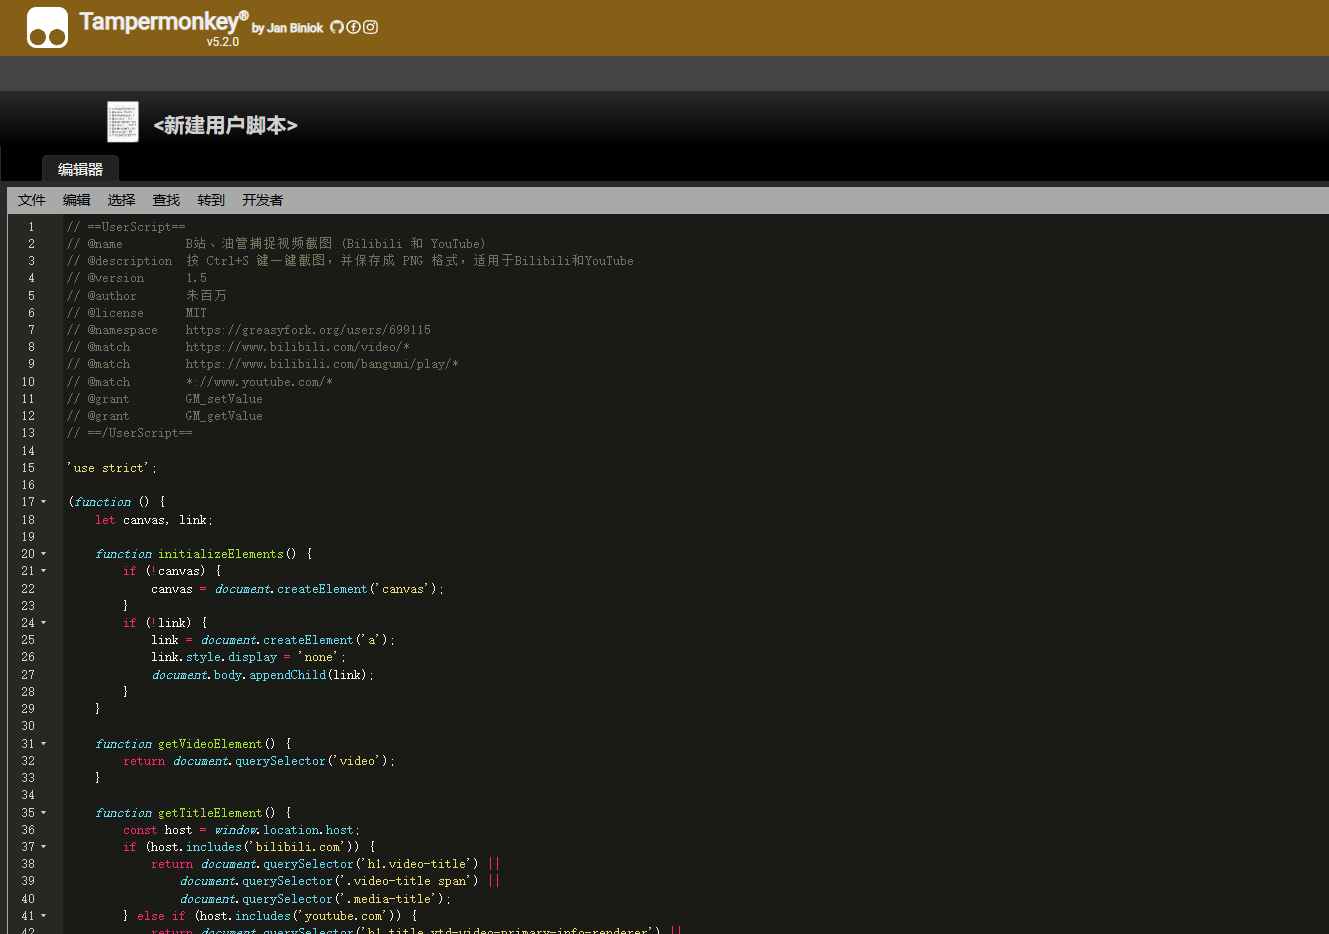 Tampermonkey® by Jan Biniok
v5.2.0
<新建用户脚本>
编辑器
文件 编辑 选择 查找 转到 开发者
1 // ==UserScript==
2 // @name B站、油管捕捉视频截图 (Bilibili 和 YouTube)
3 // @description 按 Ctrl+S 键一键截图，并保存成 PNG 格式，适用于Bilibili和YouTube
4 // @version 1.5
5 // @author 朱百万
6 // @license MIT
7 // @namespace https://greasyfork.org/users/699115
8 // @match https://www.bilibili.com/video/*
9 // @match https://www.bilibili.com/bangumi/play/*
10 // @match *://www.youtube.com/*
11 // @grant GM_setValue
12 // @grant GM_getValue
13 // ==/UserScript==
14
15 'use strict';
16
17 (function () {
18 let canvas, link;
19
20 function initializeElements() {
21 if (!canvas) {
22 canvas = document.createElement('canvas');
23 }
24 if (!link) {
25 link = document.createElement('a');
26 link.style.display = 'none';
27 document.body.appendChild(link);
28 }
29 }
30
31 function getVideoElement() {
32 return document.querySelector('video');
33 }
34
35 function getTitleElement() {
36 const host = window.location.host;
37 if (host.includes('bilibili.com')) {
38 return document.querySelector('h1.video-title') ||
39 document.querySelector('.video-title span') ||
40 document.querySelector('.media-title');
41 } else if (host.includes('youtube.com')) {
42 return document.querySelector('h1.title.ytd-video-primary-info-renderer') ||